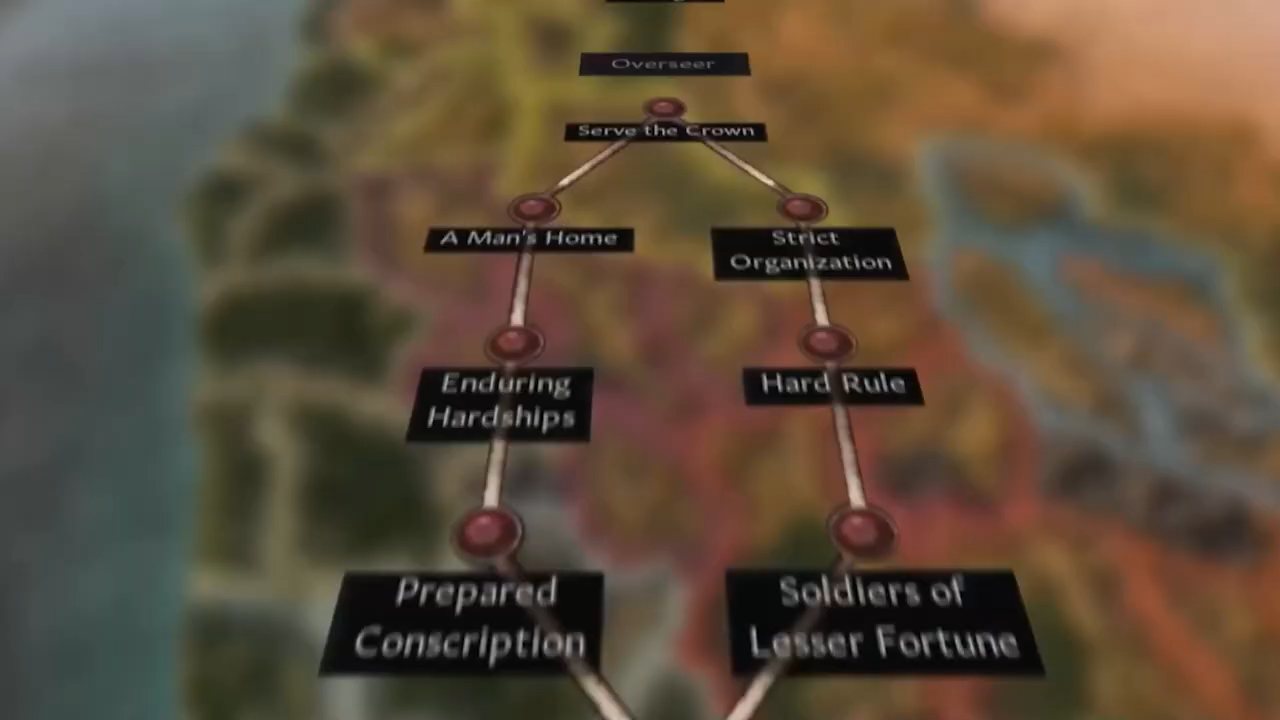 Overseer
Serve the Crown
A Man's Home
Strict
Organization
Enduring
Hardships
Hard Rule
Prepared
Conscription
Soldiers of
Lesser Fortune